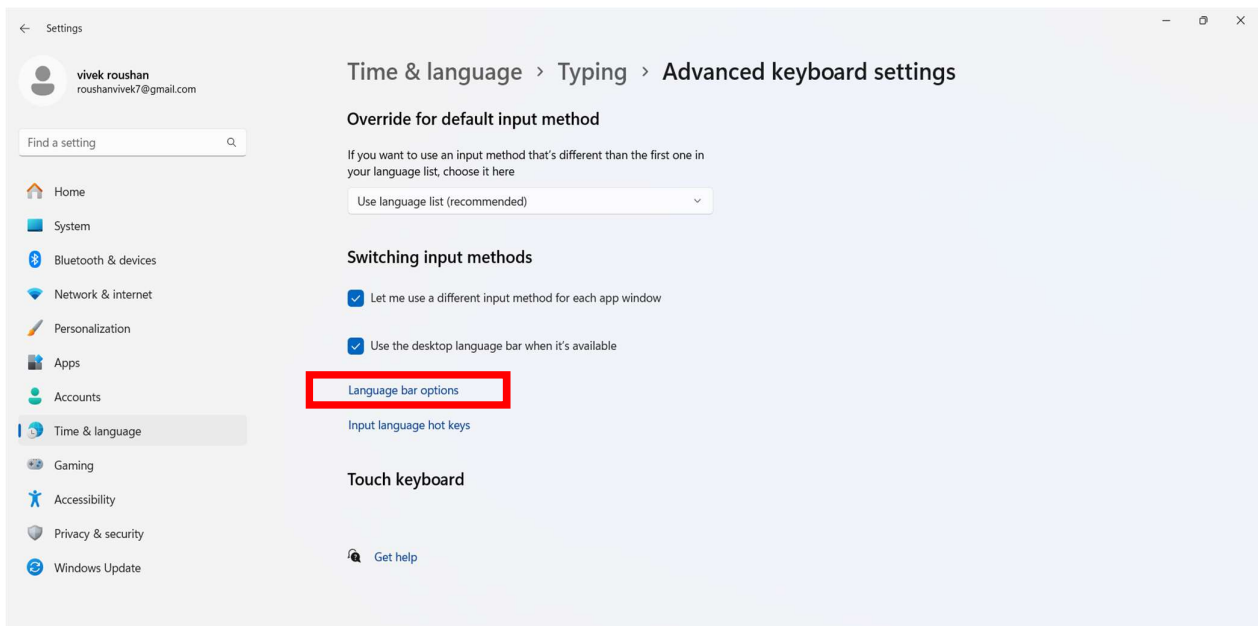 Settings
vivek roushan
roushanvivek7@gmail.com
Find a setting
Home
System
Bluetooth & devices
Network & internet
Personalization
Apps
Accounts
Time & language
Gaming
Accessibility
Privacy & security
Windows Update
Time & language > Typing > Advanced keyboard settings
Override for default input method
If you want to use an input method that's different than the first one in
your language list, choose it here
Use language list (recommended)
Switching input methods
Let me use a different input method for each app window
Use the desktop language bar when it's available
Language bar options
Input language hot keys
Touch keyboard
Get help